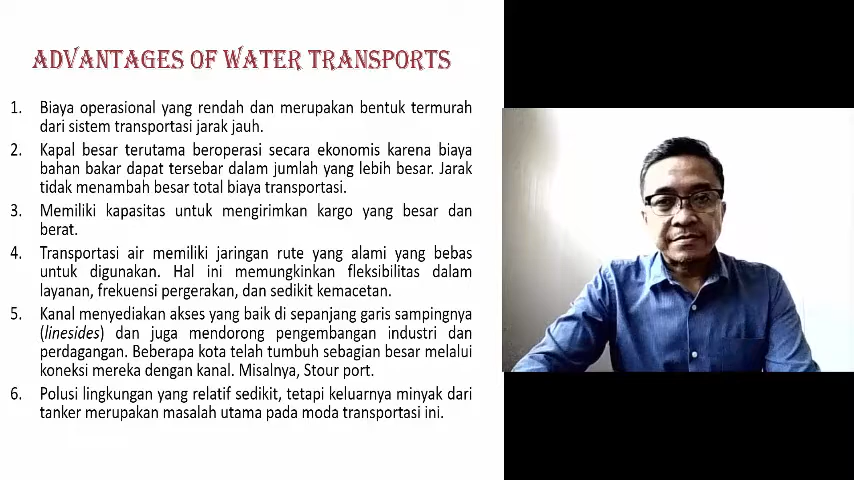 ADVANTAGES OF WATER TRANSPORTS
1. Biaya operasional yang rendah dan merupakan bentuk termurah
dari sistem transportasi jarak jauh.
2. Kapal besar terutama beroperasi secara ekonomis karena biaya
bahan bakar dapat tersebar dalam jumlah yang lebih besar. Jarak
tidak menambah besar total biaya transportasi.
3. Memiliki kapasitas untuk mengirimkan kargo yang besar dan
berat.
4. Transportasi air memiliki jaringan rute yang alami yang bebas
untuk digunakan. Hal ini memungkinkan fleksibilitas dalam
layanan, frekuensi pergerakan, dan sedikit kemacetan.
5. Kanal menyediakan akses yang baik di sepanjang garis sampingnya
(linesides) dan juga mendorong pengembangan industri dan
perdagangan. Beberapa kota telah tumbuh sebagian besar melalui
koneksi mereka dengan kanal. Misalnya, Stour port.
6. Polusi lingkungan yang relatif sedikit, tetapi keluarnya minyak dari
tanker merupakan masalah utama pada moda transportasi ini.